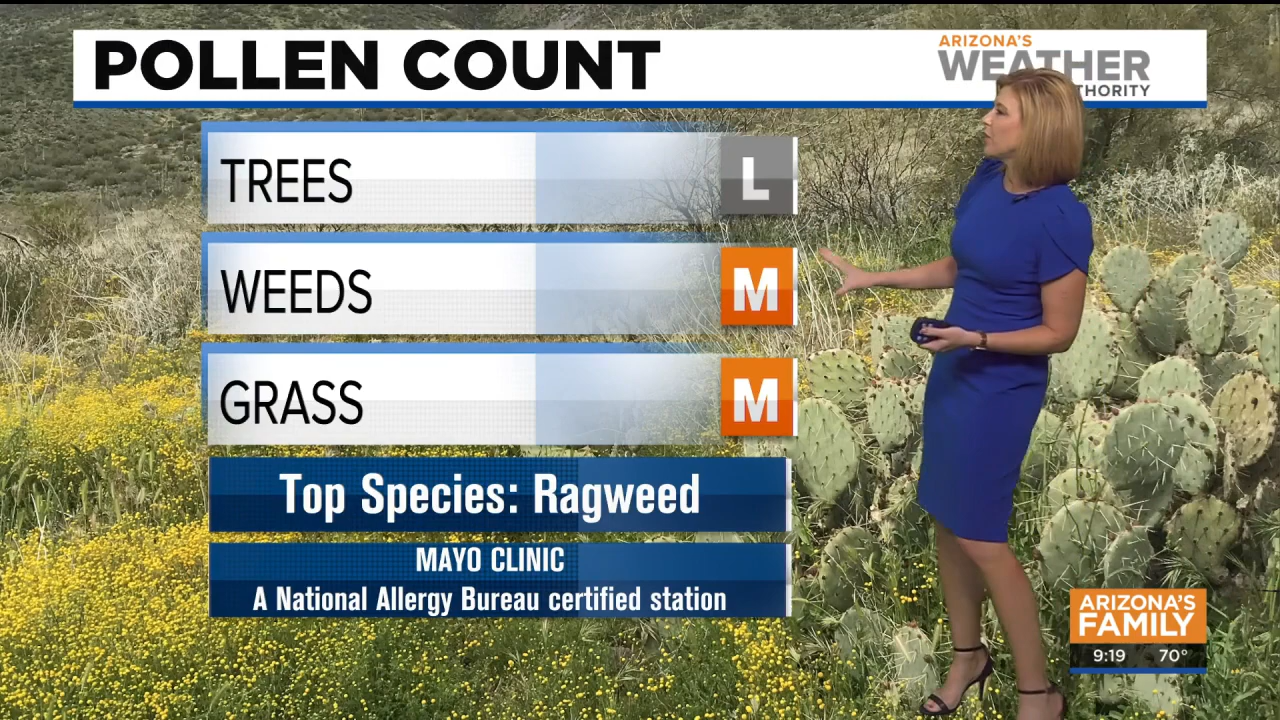 POLLEN COUNT
ARIZONA'S
WEATHER
THORITY
TREES L
WEEDS M
GRASS M
Top Species: Ragweed
MAYO CLINIC
A National Allergy Bureau certified station
ARIZONA'S
FAMILY
9:19 70°